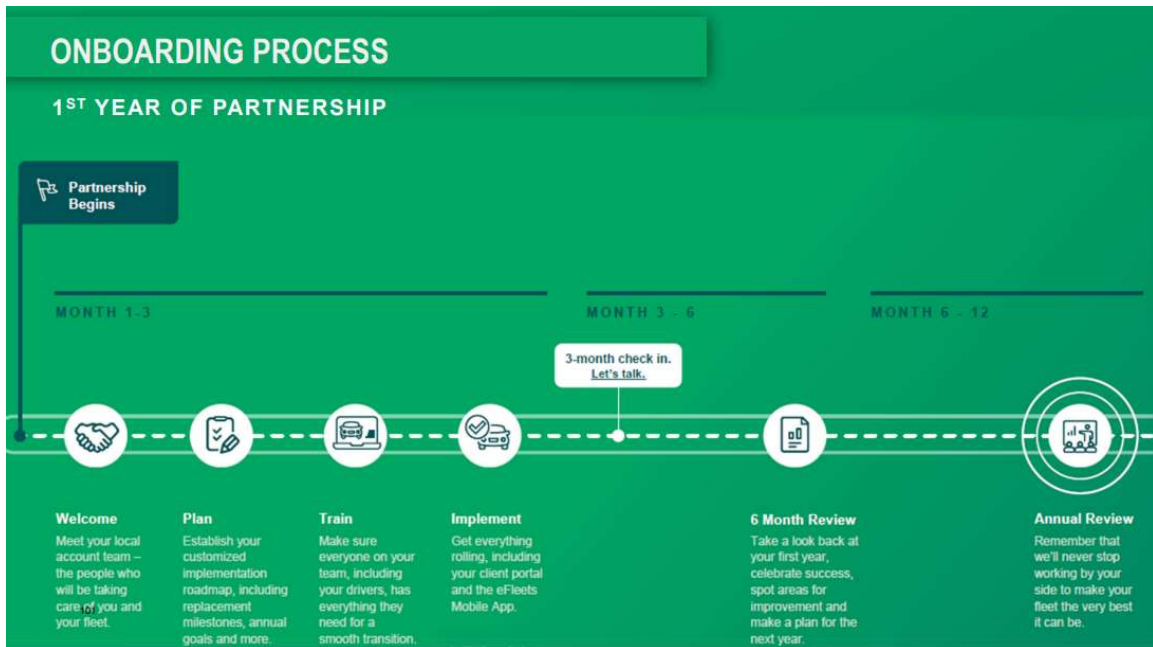 ONBOARDING PROCESS
1ST YEAR OF PARTNERSHIP
Partnership
Begins
MONTH 1-3
MONTH 3 - 6
MONTH 6 - 12
3-month check in.
Let's talk.
Welcome
Meet your local
account team –
the people who
will be taking
care of you and
your fleet.
101
Plan
Establish your
customized
implementation
roadmap, including
replacement
milestones, annual
goals and more.
Train
Make sure
everyone on your
team, including
your drivers, has
everything they
need for a
smooth transition.
Implement
Get everything
rolling, including
your client portal
and the eFleets
Mobile App.
6 Month Review
Take a look back at
your first year,
celebrate success,
spot areas for
improvement and
make a plan for the
next year.
Annual Review
Remember that
we'll never stop
working by your
side to make your
fleet the very best
it can be.